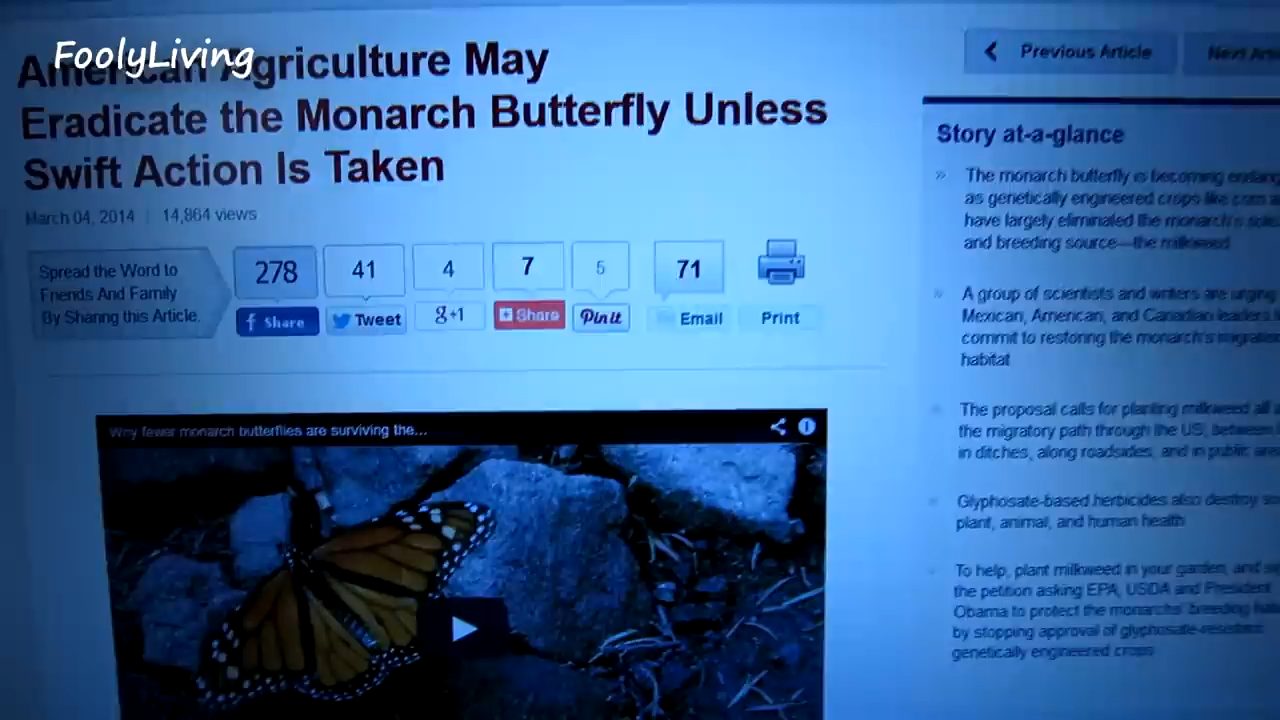 FoolyLiving
American Agriculture May
Eradicate the Monarch Butterfly Unless
Swift Action Is Taken
March 04, 2014 | 14,864 views
Spread the Word to
Friends And Family
By Sharing this Article.
278
41
4
7
5
71
f Share
Tweet
g+1
Share
Pin it
Email
Print
Why fewer monarch butterflies are surviving the...
Previous Article
Next
Story at-a-glance
The monarch butterfly is becoming
as genetically engineered crops like corn
have largely eliminated the monarch's
and breeding source—the milkweed
A group of scientists and writers are urging
Mexican, American, and Canadian leaders
commit to restoring the monarch's
habitat
The proposal calls for planting milkweed all
the migratory path through the US, between
in ditches, along roadsides, and in public
Glyphosate-based herbicides also destroy
plant, animal, and human health
To help, plant milkweed in your garden, and
the petition asking EPA, USDA and President
Obama to protect the monarchs' breeding
by stopping approval of glyphosate-resistant
genetically engineered crops